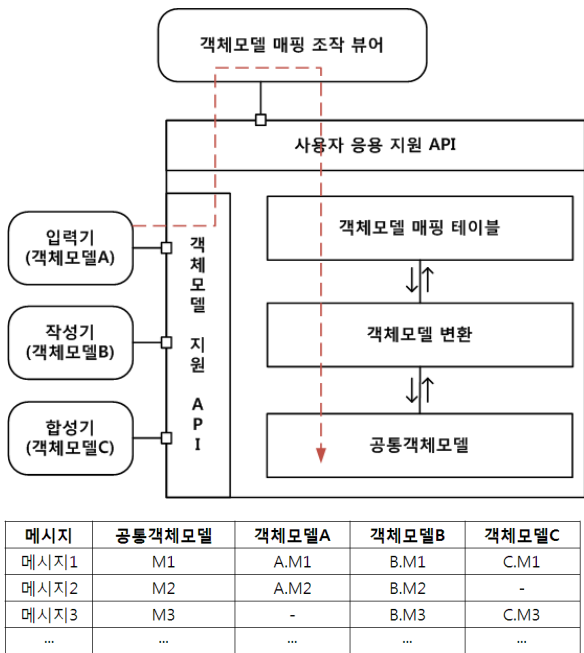 객체모델 매핑 조작 뷰어
사용자 응용 지원 API
입력기
(객체모델A)
작성기
(객체모델B)
합성기
(객체모델C)
객체모델 지원 API
객체모델 매핑 테이블
객체모델 변환
공통객체모델
메시지 공통객체모델 객체모델A 객체모델B 객체모델C
메시지1 M1 A.M1 B.M1 C.M1
메시지2 M2 A.M2 B.M2 -
메시지3 M3 - B.M3 C.M3
... ... ... ... ...